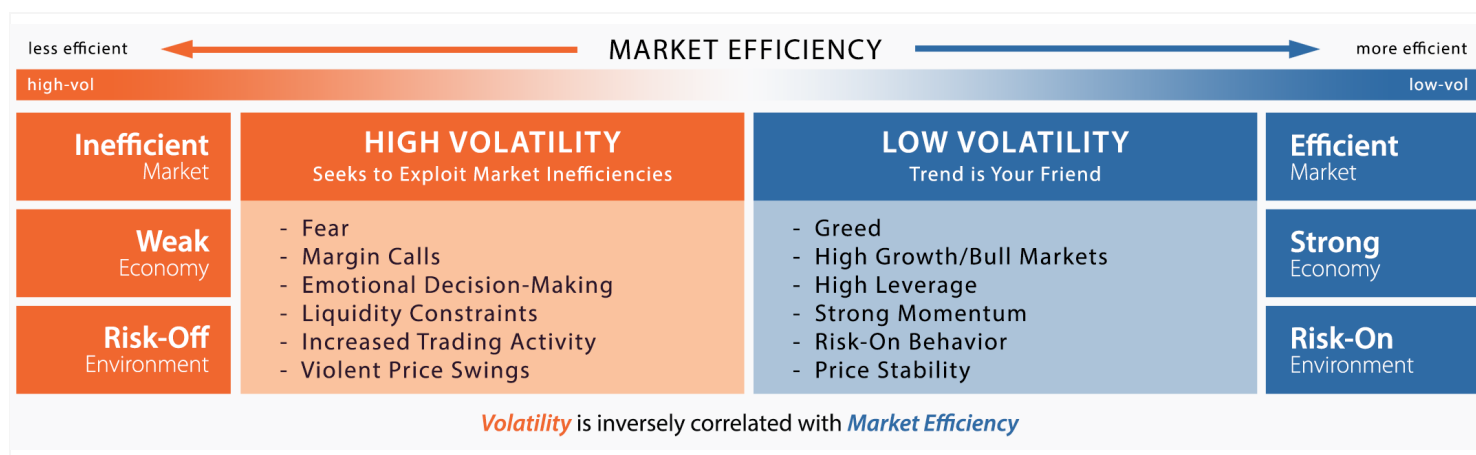 less efficient MARKET EFFICIENCY more efficient
high-vol low-vol
Inefficient
Market
HIGH VOLATILITY
Seeks to Exploit Market Inefficiencies
LOW VOLATILITY
Trend is Your Friend
Efficient
Market
Weak
Economy
Risk-Off
Environment
- Fear
- Margin Calls
- Emotional Decision-Making
- Liquidity Constraints
- Increased Trading Activity
- Violent Price Swings
- Greed
- High Growth/Bull Markets
- High Leverage
- Strong Momentum
- Risk-On Behavior
- Price Stability
Strong
Economy
Risk-On
Environment
Volatility is inversely correlated with Market Efficiency